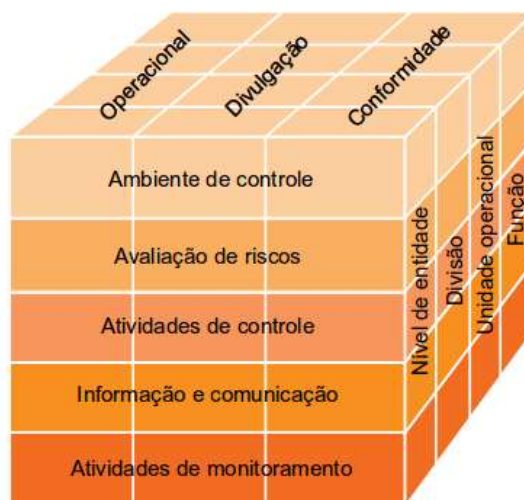 Operacional
Divulgação
Conformidade
Ambiente de controle
Avaliação de riscos
Atividades de controle
Informação e comunicação
Atividades de monitoramento
Nível de entidade
Divisão
Unidade operacional
Função